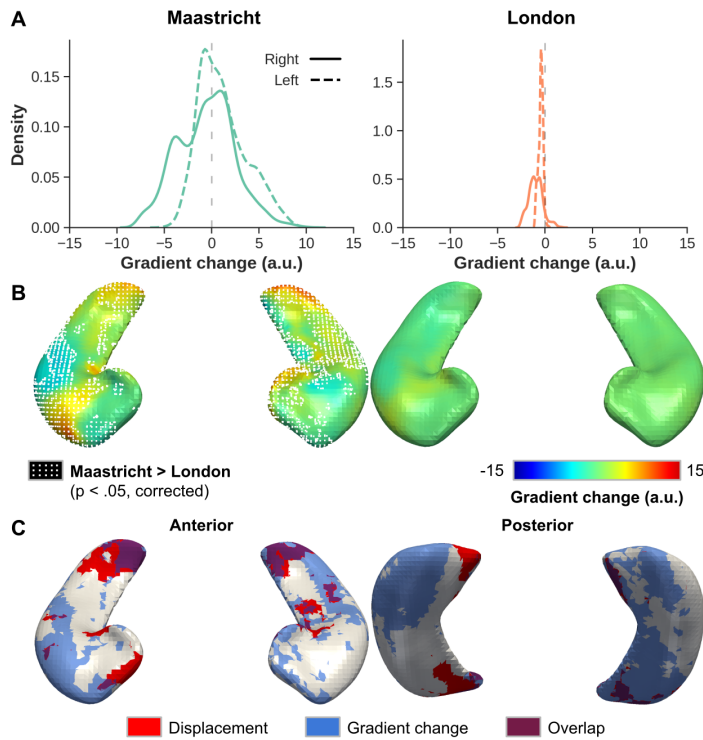 A
Maastricht
London
Right
Left
Density
0.15
0.10
0.05
0.00
−15 −10 −5 0 5 10 15
Gradient change (a.u.)
1.5
1.0
0.5
0.0
−15 −10 −5 0 5 10 15
Gradient change (a.u.)
B
Maastricht > London
(p < .05, corrected)
-15 15
Gradient change (a.u.)
C
Anterior
Posterior
Displacement
Gradient change
Overlap